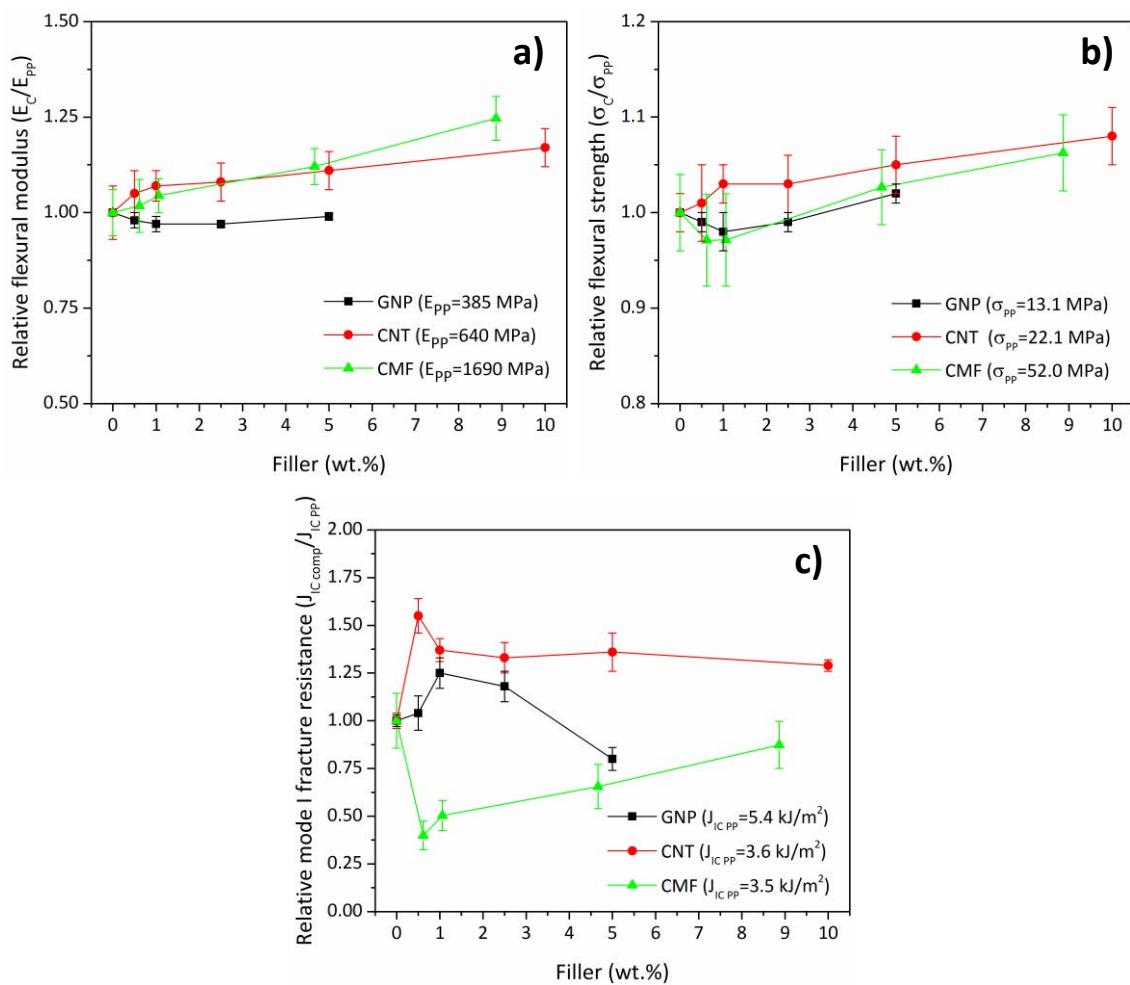 a)
Relative flexural modulus (E_C/E_PP)
1.50
1.25
1.00
0.75
0.50
GNP (E_PP=385 MPa)
CNT (E_PP=640 MPa)
CMF (E_PP=1690 MPa)
0 1 2 3 4 5 6 7 8 9 10
Filler (wt.%)
b)
Relative flexural strength (σ_C/σ_PP)
1.2
1.1
1.0
0.9
0.8
GNP (σ_PP=13.1 MPa)
CNT (σ_PP=22.1 MPa)
CMF (σ_PP=52.0 MPa)
0 1 2 3 4 5 6 7 8 9 10
Filler (wt.%)
c)
Relative mode I fracture resistance (J_IC comp/J_IC PP)
2.00
1.75
1.50
1.25
1.00
0.75
0.50
0.25
0.00
GNP (J_IC PP=5.4 kJ/m²)
CNT (J_IC PP=3.6 kJ/m²)
CMF (J_IC PP=3.5 kJ/m²)
0 1 2 3 4 5 6 7 8 9 10
Filler (wt.%)